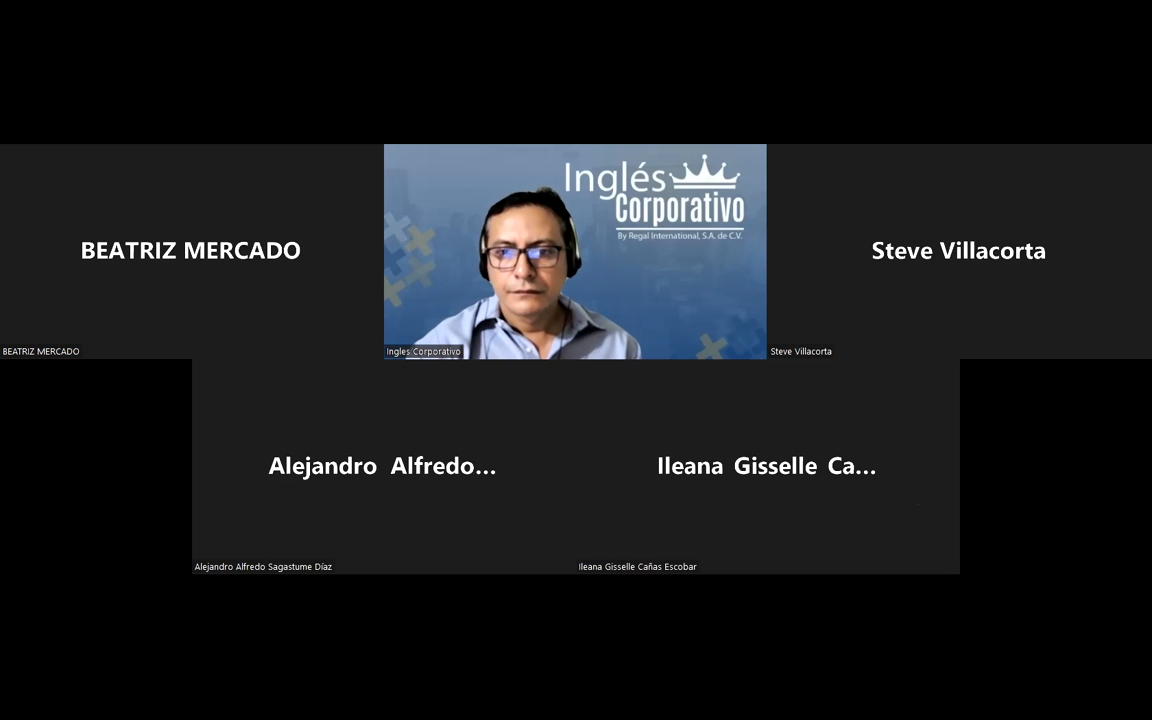 BEATRIZ MERCADO
BEATRIZ MERCADO
Inglés
Corporativo
By Regal International, S.A. de C.V.
Ingles Corporativo
Steve Villacorta
Steve Villacorta
Alejandro Alfredo...
Alejandro Alfredo Sagastume Díaz
Ileana Gisselle Ca...
Ileana Gisselle Cañas Escobar